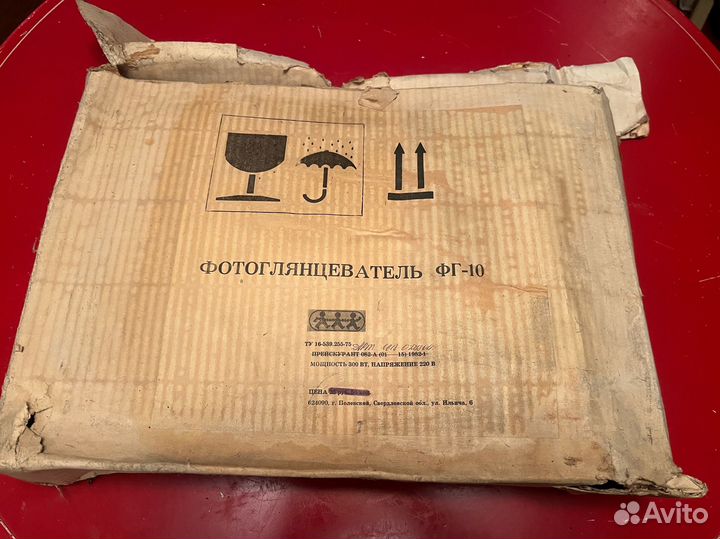 ФОТОГЛЯНЦЕВАТЕЛЬ ФГ-10
ТУ 16-539.255-75
ПРЕЙСКУРАНТ 082-А (01 15) 1982-1
МОЩНОСТЬ 300 ВТ, НАПРЯЖЕНИЕ 220 В
ЦЕНА
624090, г. Полевской, Свердловской обл., ул. Ильича, 6
Avito